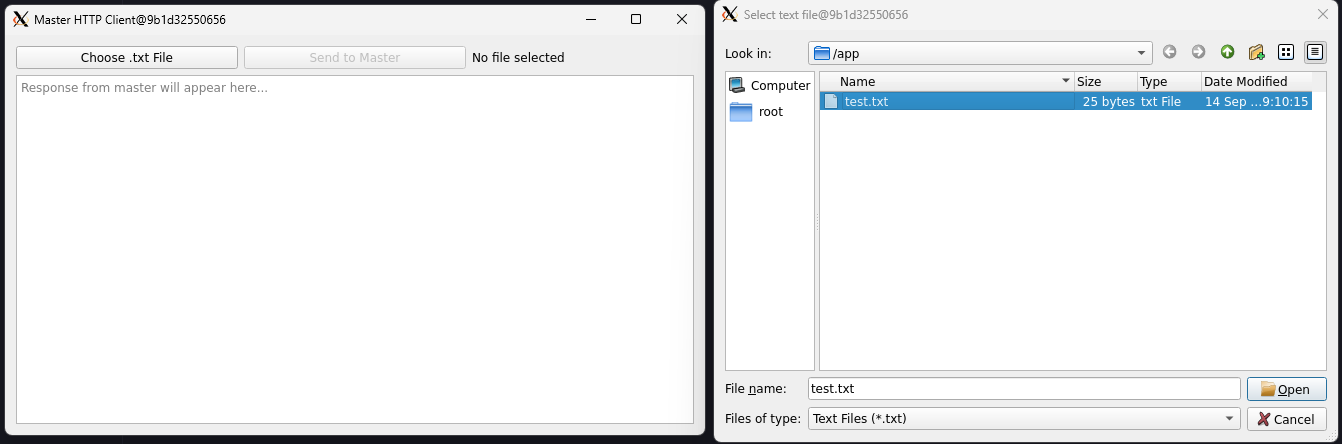 Master HTTP Client@9b1d32550656
Choose .txt File
Send to Master
No file selected
Response from master will appear here...
Select text file@9b1d32550656
Look in:
/app
Computer
root
Name Size Type Date Modified
test.txt 25 bytes txt File 14 Sep ...9:10:15
File name: test.txt Open
Files of type: Text Files (*.txt) Cancel